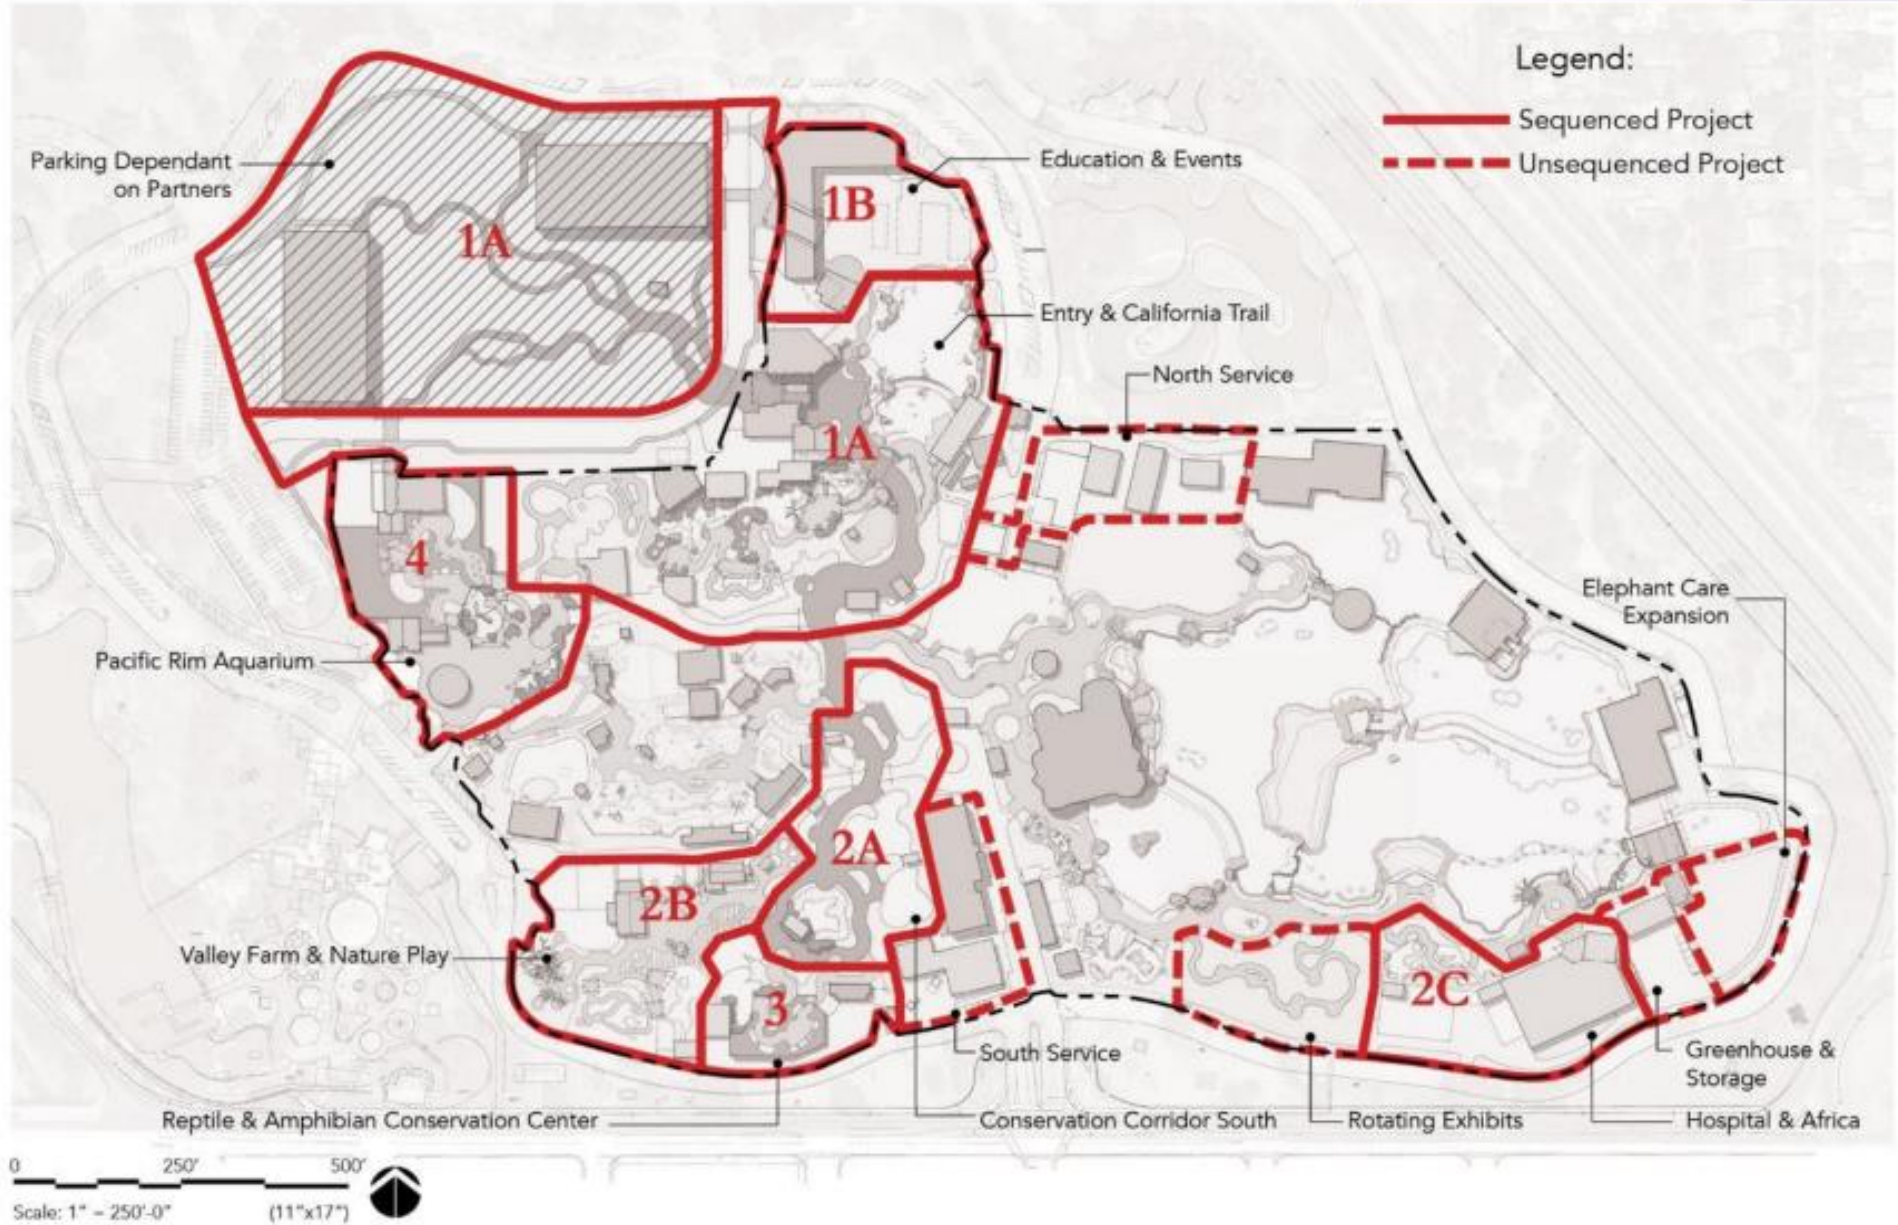 Legend:
Sequenced Project
Unsequenced Project
Parking Dependant
on Partners
1A
1B
Education & Events
Entry & California Trail
North Service
1A
4
Elephant Care
Expansion
Pacific Rim Aquarium
2A
2B
Valley Farm & Nature Play
2C
3
South Service
Greenhouse &
Storage
Reptile & Amphibian Conservation Center
Conservation Corridor South
Rotating Exhibits
Hospital & Africa
0 250' 500'
Scale: 1" = 250'-0" (11"x17")